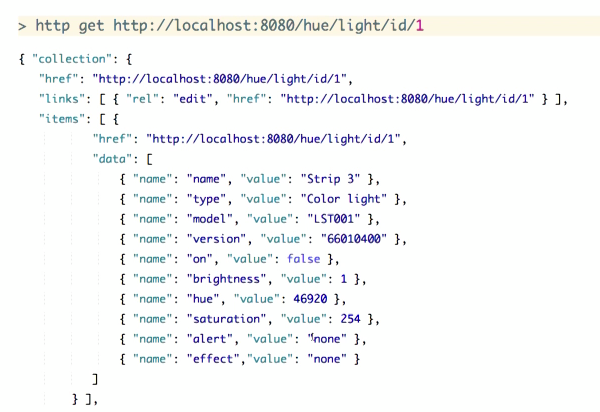 > http get http://localhost:8080/hue/light/id/1
{ "collection": {
"href": "http://localhost:8080/hue/light/id/1",
"links": [ { "rel": "edit", "href": "http://localhost:8080/hue/light/id/1" } ],
"items": [ {
"href": "http://localhost:8080/hue/light/id/1",
"data": [
{ "name": "name", "value": "Strip 3" },
{ "name": "type", "value": "Color light" },
{ "name": "model", "value": "LST001" },
{ "name": "version", "value": "66010400" },
{ "name": "on", "value": false },
{ "name": "brightness", "value": 1 },
{ "name": "hue", "value": 46920 },
{ "name": "saturation", "value": 254 },
{ "name": "alert", "value": "none" },
{ "name": "effect","value": "none" }
]
} ],